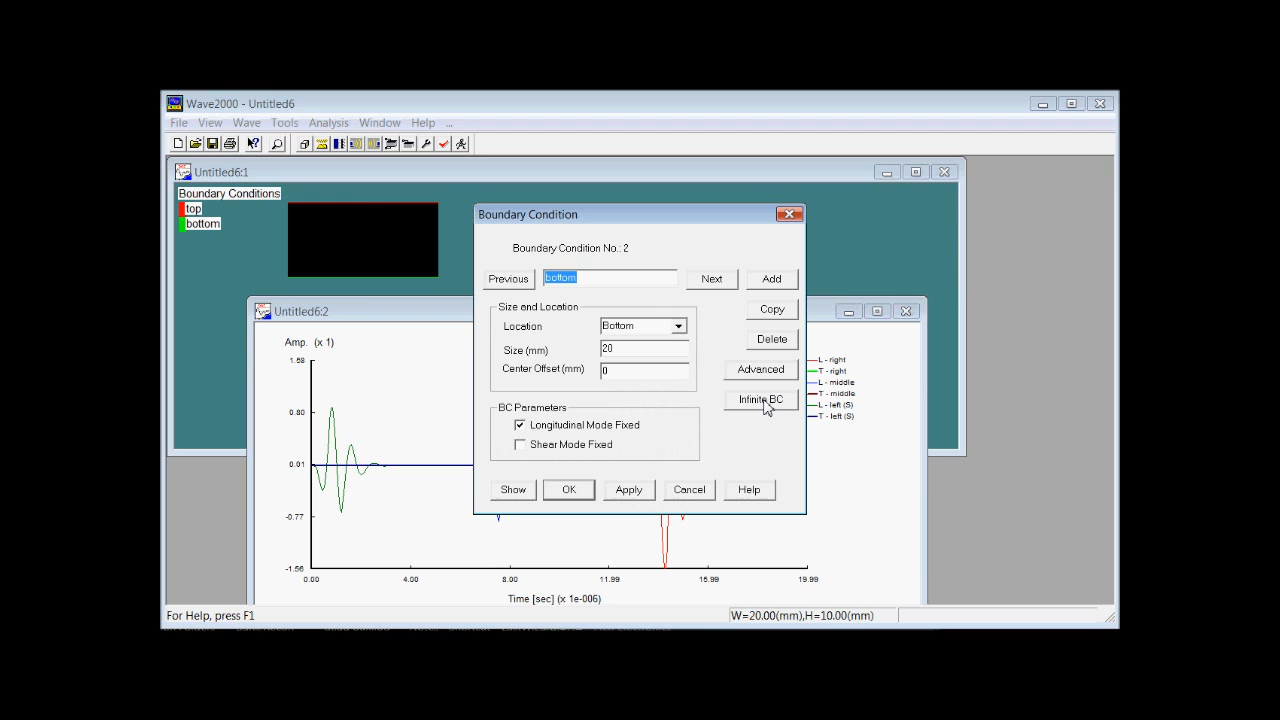 Wave2000 - Untitled6
File View Wave Tools Analysis Window Help ...
Untitled6:1
Boundary Conditions
top
bottom
Boundary Condition
Boundary Condition No.: 2
Previous bottom Next Add
Size and Location
Copy
Location Bottom
Delete
Size (mm) 20
Center Offset (mm) 0
Advanced
Infinite BC
BC Parameters
Longitudinal Mode Fixed
Shear Mode Fixed
Show OK Apply Cancel Help
Untitled6:2
Amp. (x 1)
1.58
0.80
0.01
-0.77
-1.56
0.00 4.00 8.00 11.99 15.99 19.99
Time [sec] (x 1e-006)
L - right
T - right
L - middle
T - middle
L - left (S)
T - left (S)
For Help, press F1
W=20.00(mm),H=10.00(mm)